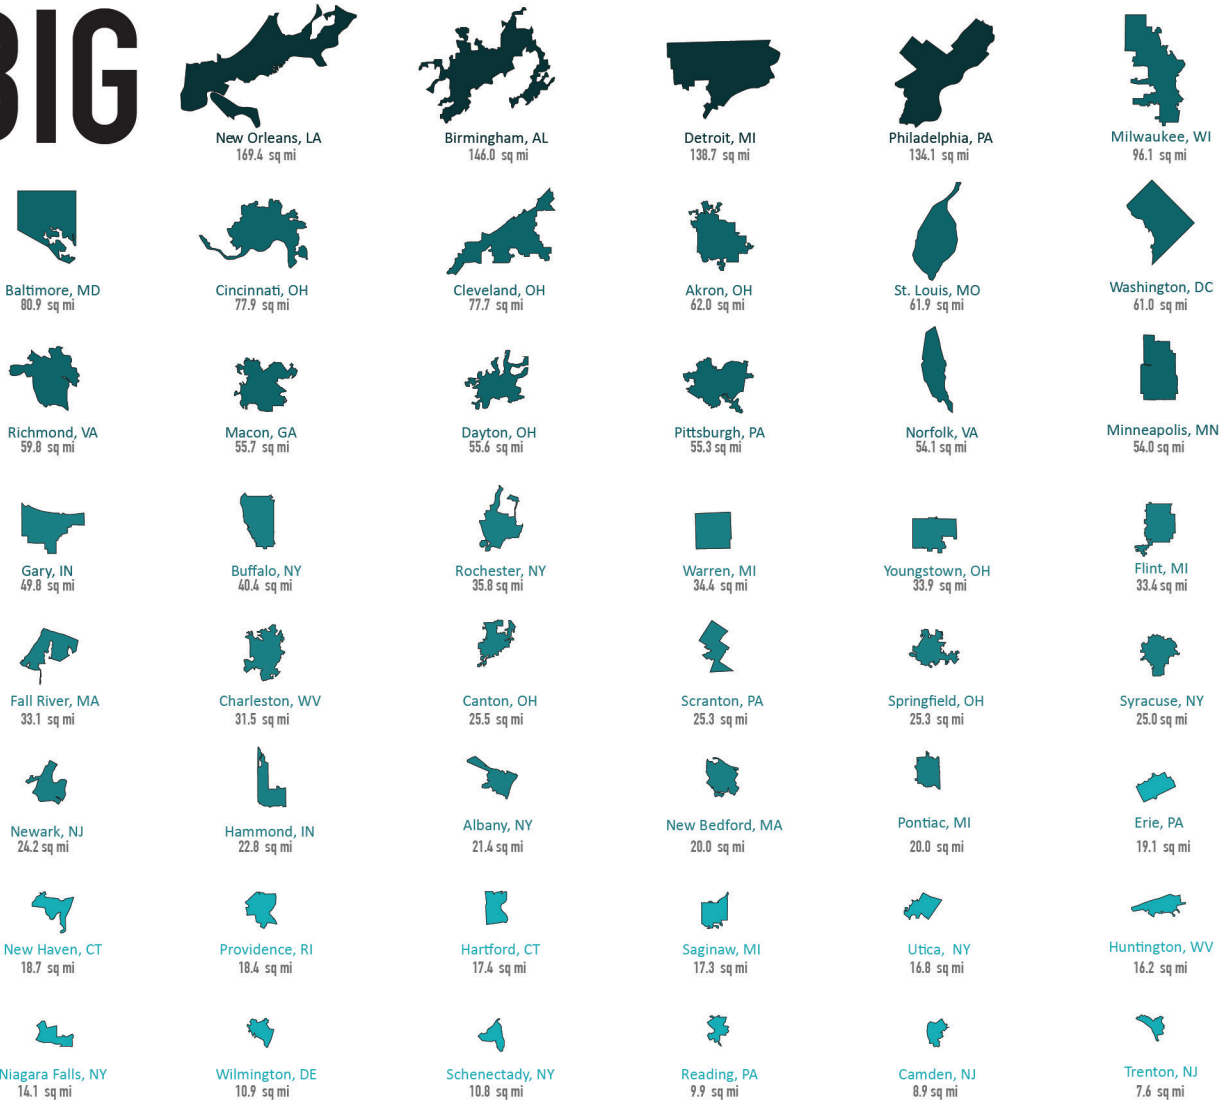 BIG
New Orleans, LA
169.4 sq mi
Birmingham, AL
146.0 sq mi
Detroit, MI
138.7 sq mi
Philadelphia, PA
134.1 sq mi
Milwaukee, WI
96.1 sq mi
Baltimore, MD
80.9 sq mi
Cincinnati, OH
77.9 sq mi
Cleveland, OH
77.7 sq mi
Akron, OH
62.0 sq mi
St. Louis, MO
61.9 sq mi
Washington, DC
61.0 sq mi
Richmond, VA
59.8 sq mi
Macon, GA
55.7 sq mi
Dayton, OH
55.6 sq mi
Pittsburgh, PA
55.3 sq mi
Norfolk, VA
54.1 sq mi
Minneapolis, MN
54.0 sq mi
Gary, IN
49.8 sq mi
Buffalo, NY
40.4 sq mi
Rochester, NY
35.8 sq mi
Warren, MI
34.4 sq mi
Youngstown, OH
33.9 sq mi
Flint, MI
33.4 sq mi
Fall River, MA
33.1 sq mi
Charleston, WV
31.5 sq mi
Canton, OH
25.5 sq mi
Scranton, PA
25.3 sq mi
Springfield, OH
25.3 sq mi
Syracuse, NY
25.0 sq mi
Newark, NJ
24.2 sq mi
Hammond, IN
22.8 sq mi
Albany, NY
21.4 sq mi
New Bedford, MA
20.0 sq mi
Pontiac, MI
20.0 sq mi
Erie, PA
19.1 sq mi
New Haven, CT
18.7 sq mi
Providence, RI
18.4 sq mi
Hartford, CT
17.4 sq mi
Saginaw, MI
17.3 sq mi
Utica, NY
16.8 sq mi
Huntington, WV
16.2 sq mi
Niagara Falls, NY
14.1 sq mi
Wilmington, DE
10.9 sq mi
Schenectady, NY
10.8 sq mi
Reading, PA
9.9 sq mi
Camden, NJ
8.9 sq mi
Trenton, NJ
7.6 sq mi